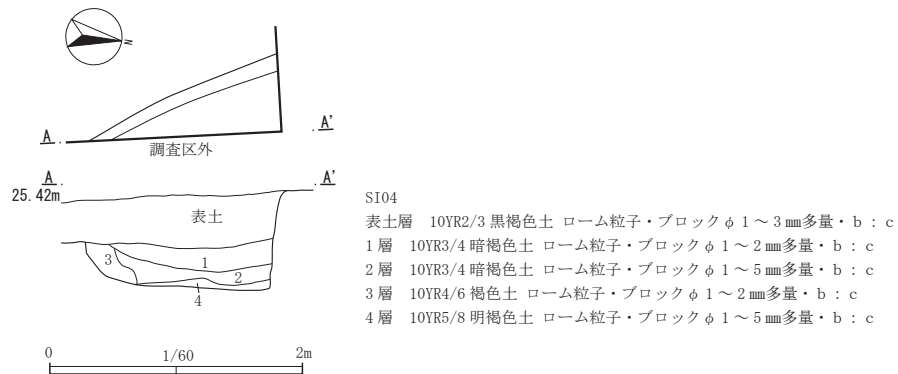 N
A
A'
調査区外
A
A'
25.42m
表土
1
2
3
4
SI04
表土層 10YR2/3 黒褐色土 ローム粒子・ブロックφ1～3㎜多量・b：c
1層 10YR3/4 暗褐色土 ローム粒子・ブロックφ1～2㎜多量・b：c
2層 10YR3/4 暗褐色土 ローム粒子・ブロックφ1～5㎜多量・b：c
3層 10YR4/6 褐色土 ローム粒子・ブロックφ1～2㎜多量・b：c
4層 10YR5/8 明褐色土 ローム粒子・ブロックφ1～5㎜多量・b：c
0 1/60 2m